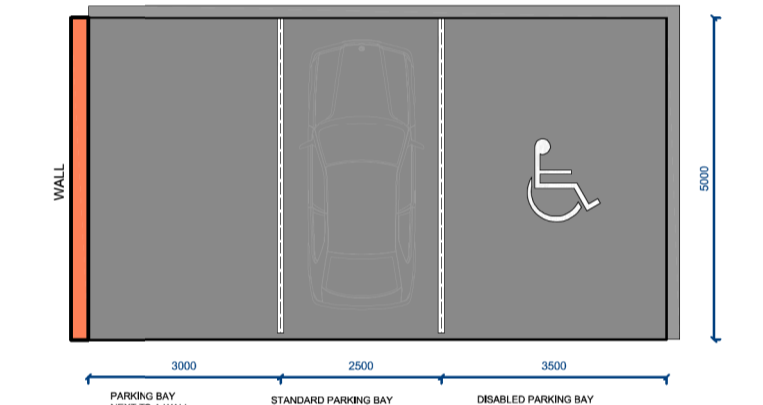 WALL
5000
3000
2500
3500
PARKING BAY
STANDARD PARKING BAY
DISABLED PARKING BAY